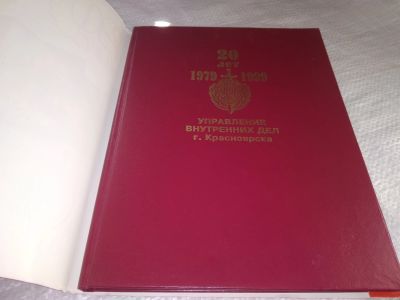 20
лет
1979 1999
УПРАВЛЕНИЕ
ВНУТРЕННИХ ДЕЛ
г. Красноярска